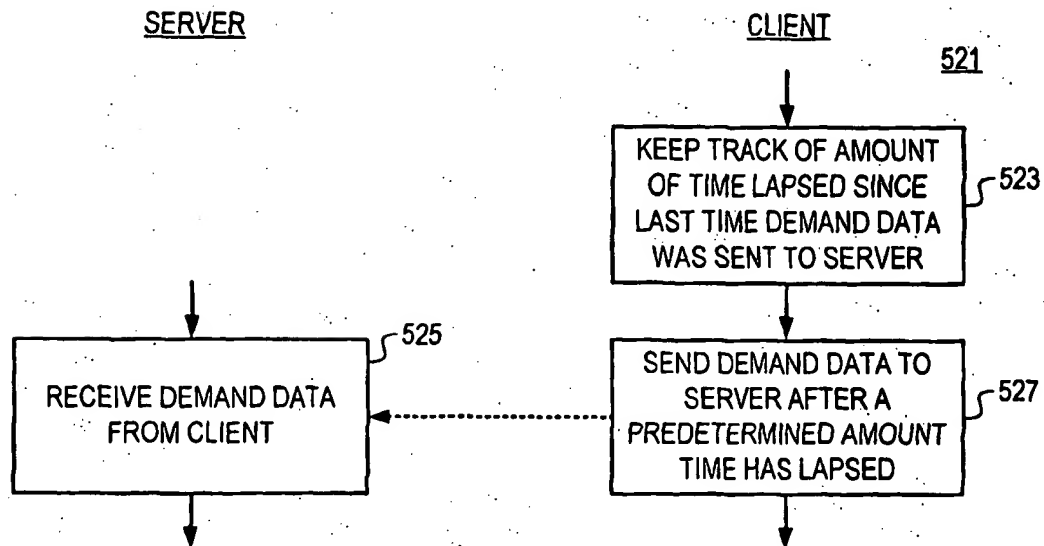 SERVER
CLIENT
521
KEEP TRACK OF AMOUNT
OF TIME LAPSED SINCE
LAST TIME DEMAND DATA
WAS SENT TO SERVER
523
RECEIVE DEMAND DATA
FROM CLIENT
525
SEND DEMAND DATA TO
SERVER AFTER A
PREDETERMINED AMOUNT
TIME HAS LAPSED
527